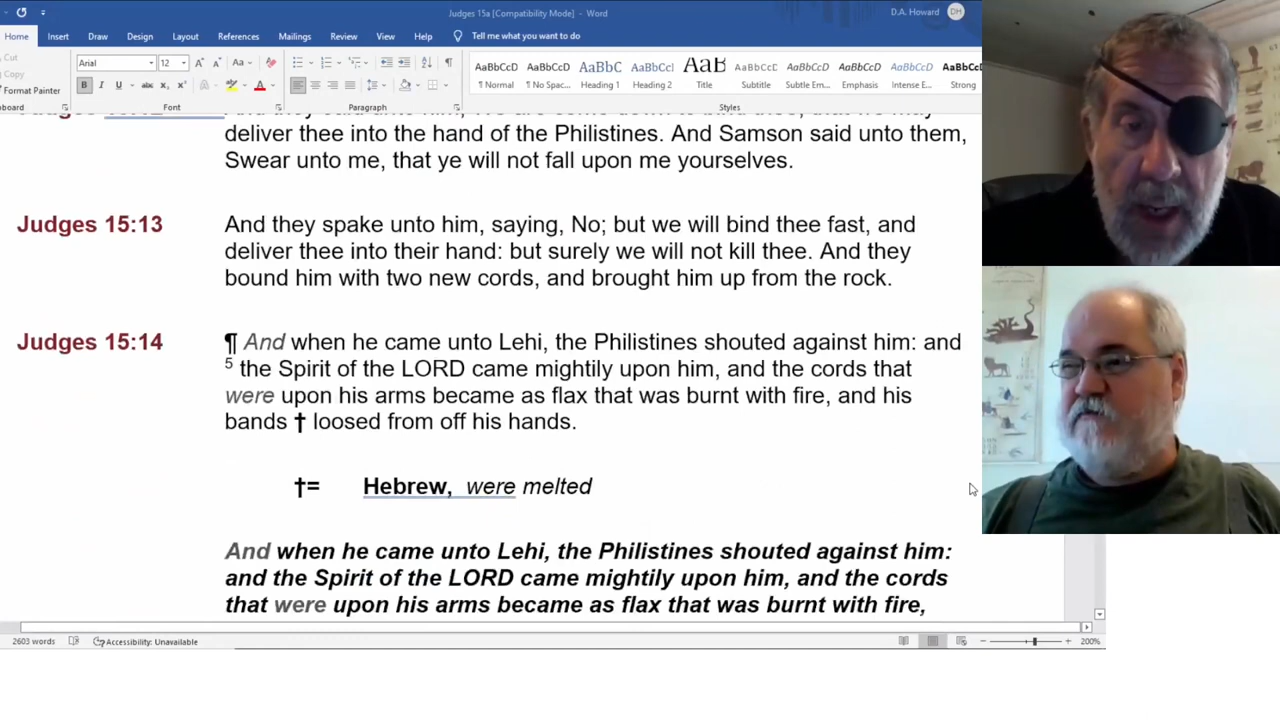 Judges 15a [Compatibility Mode] - Word
D.A. Howard
DH
Home Insert Draw Design Layout References Mailings Review View Help Tell me what you want to do
Cut
Copy
Format Painter
Arial 12
B I U abc x
AaBbCcD AaBbCcD AaBbC AaBbCcI AaB AaBbCcD AaBbCcD AaBbCcD AaBbCcD AaBbCc
¶ Normal ¶ No Spac... Heading 1 Heading 2 Title Subtitle Subtle Em... Emphasis Intense E... Strong
board Font Paragraph Styles
deliver thee into the hand of the Philistines. And Samson said unto them,
Swear unto me, that ye will not fall upon me yourselves.
Judges 15:13 And they spake unto him, saying, No; but we will bind thee fast, and
deliver thee into their hand: but surely we will not kill thee. And they
bound him with two new cords, and brought him up from the rock.
Judges 15:14 ¶ And when he came unto Lehi, the Philistines shouted against him: and
5 the Spirit of the LORD came mightily upon him, and the cords that
were upon his arms became as flax that was burnt with fire, and his
bands † loosed from off his hands.
†= Hebrew, were melted
And when he came unto Lehi, the Philistines shouted against him:
and the Spirit of the LORD came mightily upon him, and the cords
that were upon his arms became as flax that was burnt with fire,
2603 words Accessibility: Unavailable 200%